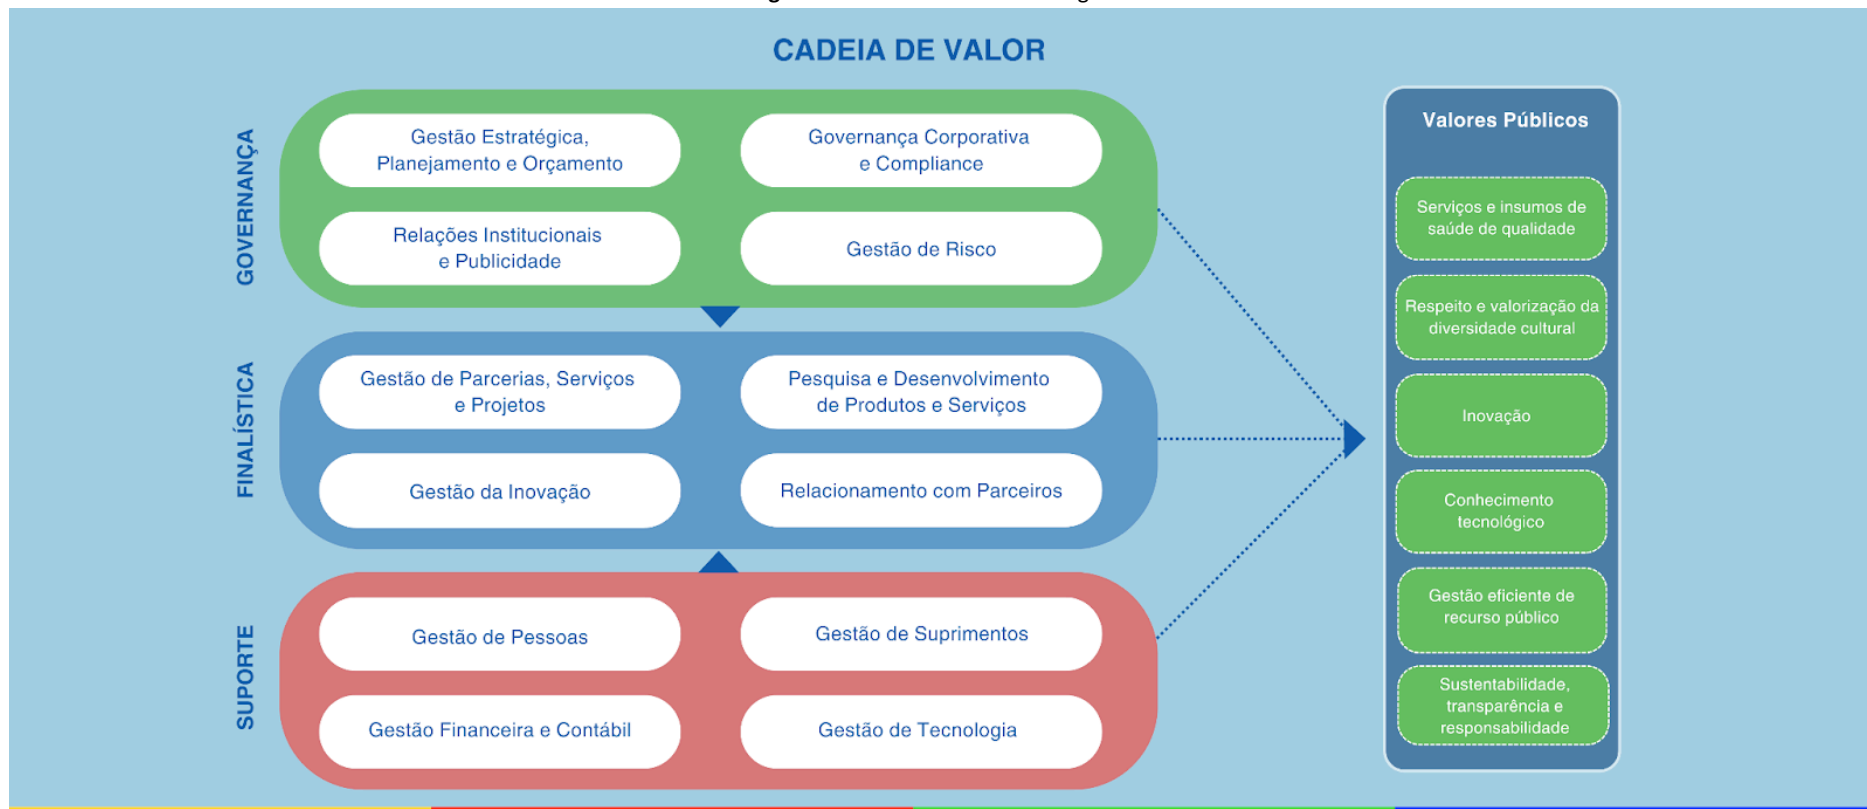 CADEIA DE VALOR
GOVERNANÇA
Gestão Estratégica,
Planejamento e Orçamento
Governança Corporativa
e Compliance
Relações Institucionais
e Publicidade
Gestão de Risco
FINALÍSTICA
Gestão de Parcerias, Serviços
e Projetos
Pesquisa e Desenvolvimento
de Produtos e Serviços
Gestão da Inovação
Relacionamento com Parceiros
SUPORTE
Gestão de Pessoas
Gestão de Suprimentos
Gestão Financeira e Contábil
Gestão de Tecnologia
Valores Públicos
Serviços e insumos de
saúde de qualidade
Respeito e valorização da
diversidade cultural
Inovação
Conhecimento
tecnológico
Gestão eficiente de
recurso público
Sustentabilidade,
transparência e
responsabilidade